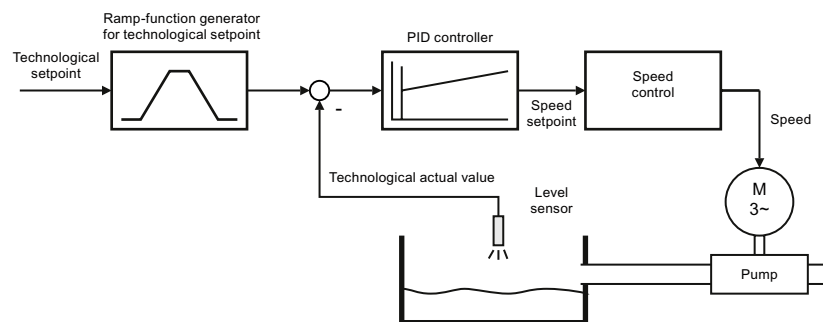 Ramp-function generator
for technological setpoint
PID controller
Technological
setpoint
Speed
control
-
Speed
setpoint
Speed
Technological actual value
Level
sensor
M
3~
Pump